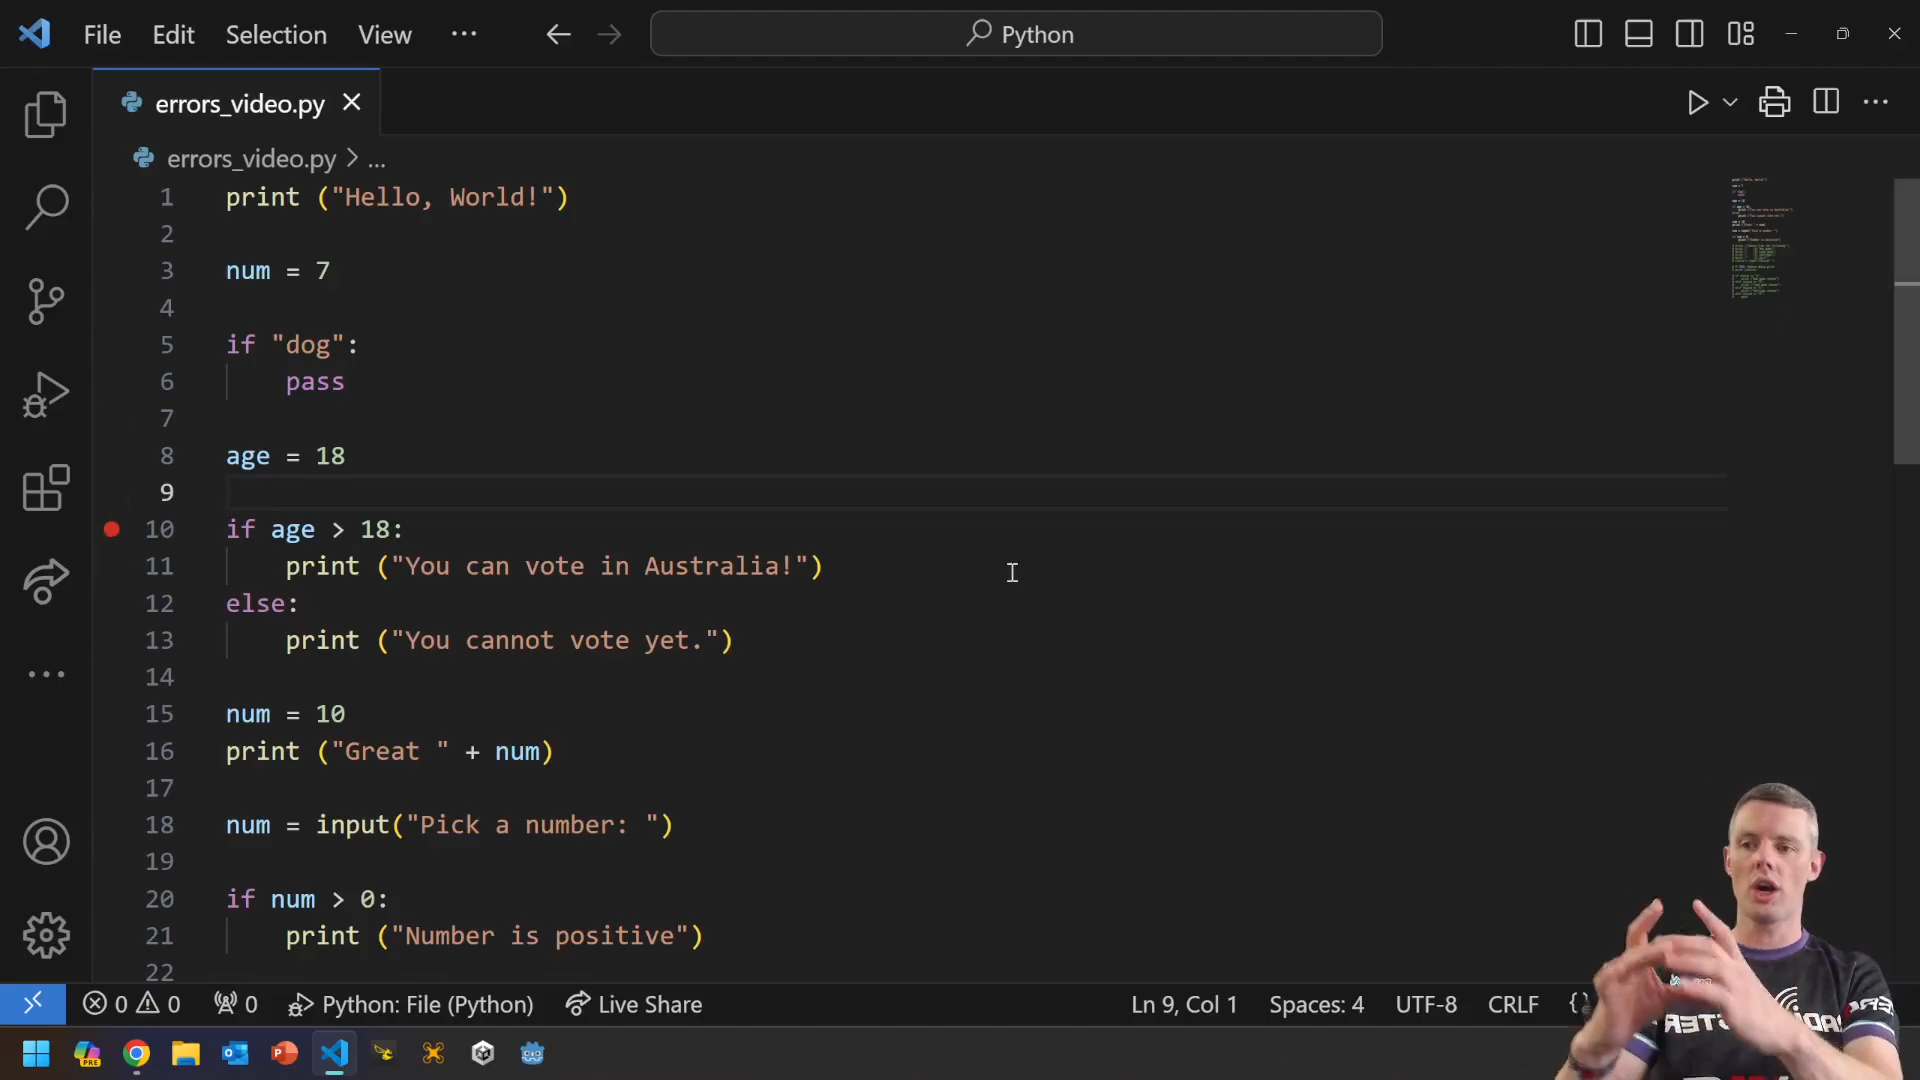 File Edit Selection View ... Python
errors_video.py
errors_video.py > ...
1 print ("Hello, World!")
2
3 num = 7
4
5 if "dog":
6 pass
7
8 age = 18
9
10 if age > 18:
11 print ("You can vote in Australia!")
12 else:
13 print ("You cannot vote yet.")
14
15 num = 10
16 print ("Great " + num)
17
18 num = input("Pick a number: ")
19
20 if num > 0:
21 print ("Number is positive")
22
0 0 0 Python: File (Python) Live Share Ln 9, Col 1 Spaces: 4 UTF-8 CRLF {}
PRE